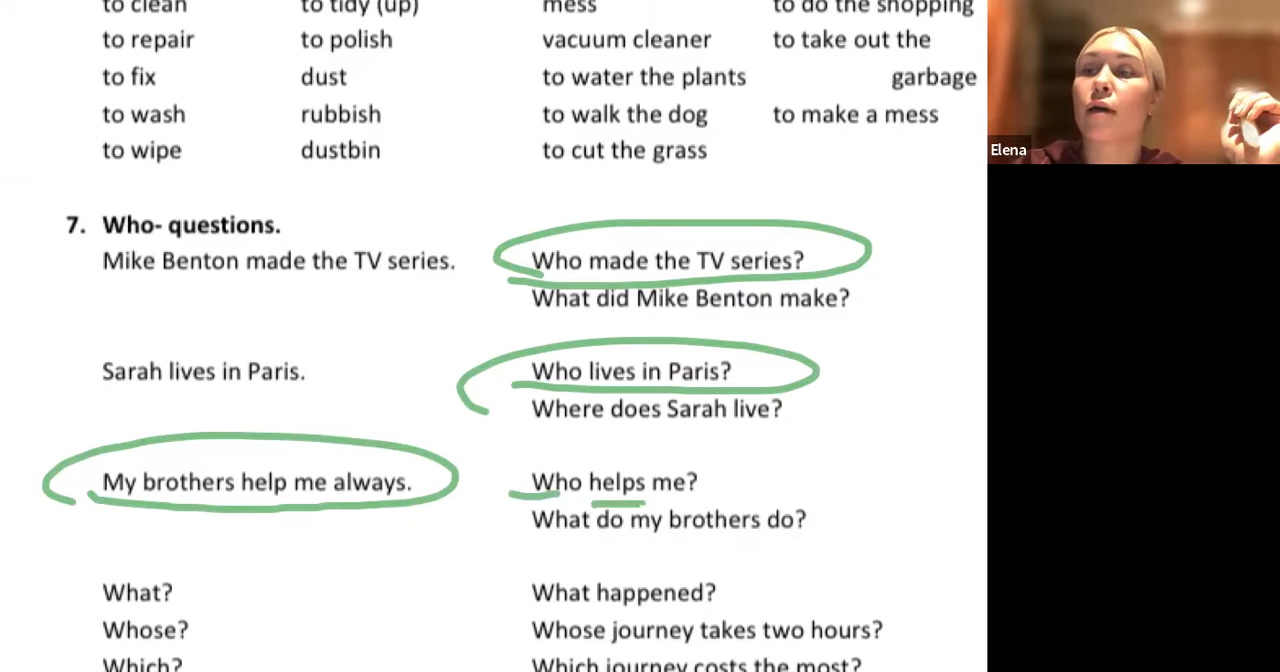 to clean to tidy (up) mess to do the shopping
to repair to polish vacuum cleaner to take out the
to fix dust to water the plants garbage
to wash rubbish to walk the dog to make a mess
to wipe dustbin to cut the grass
Elena
7. Who- questions.
Mike Benton made the TV series. Who made the TV series?
What did Mike Benton make?
Sarah lives in Paris. Who lives in Paris?
Where does Sarah live?
My brothers help me always. Who helps me?
What do my brothers do?
What? What happened?
Whose? Whose journey takes two hours?
Which? Which journey costs the most?